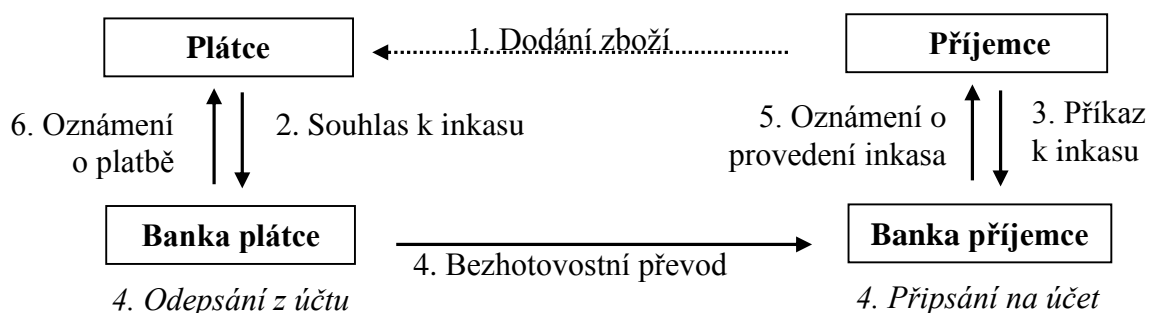 Plátce
1. Dodání zboží
Příjemce
6. Oznámení
o platbě
2. Souhlas k inkasu
5. Oznámení o
provedení inkasa
3. Příkaz
k inkasu
Banka plátce
4. Bezhotovostní převod
Banka příjemce
4. Odepsání z účtu
4. Připsání na účet